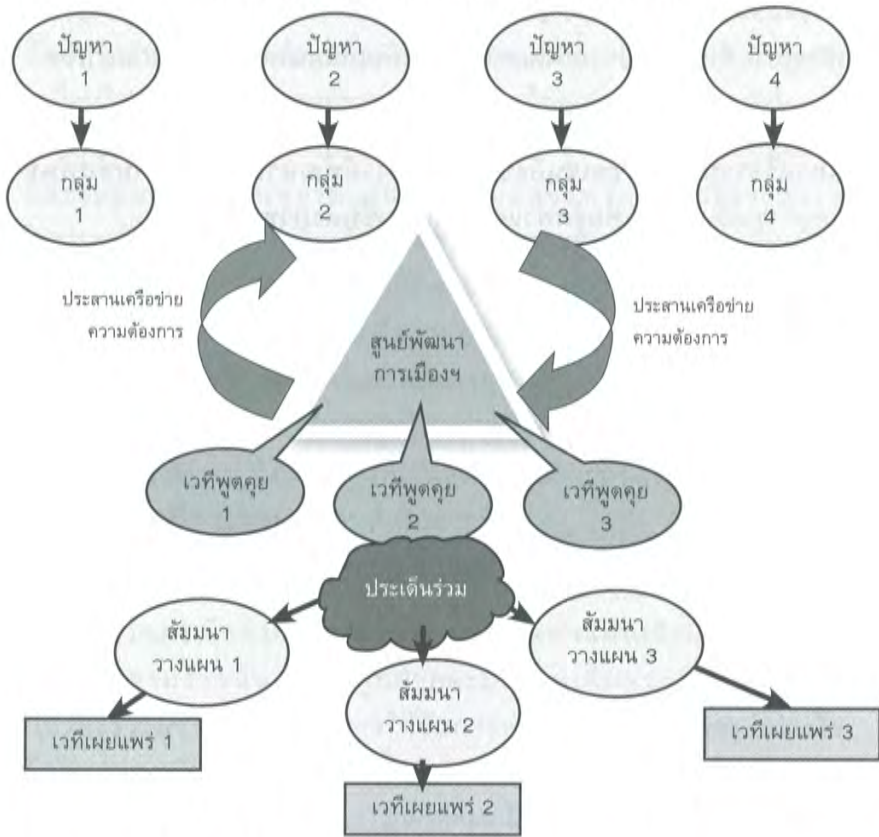 ปัญหา
1
ปัญหา
2
ปัญหา
3
ปัญหา
4
กลุ่ม
1
กลุ่ม
2
กลุ่ม
3
กลุ่ม
4
ประสานเครือข่าย
ความต้องการ
สูนย์พัฒนา
การเมืองฯ
ประสานเครือข่าย
ความต้องการ
เวทีพูดคุย
1
เวทีพูดคุย
2
เวทีพูดคุย
3
ประเด็นร่วม
สัมมนา
วางแผน 1
สัมมนา
วางแผน 2
สัมมนา
วางแผน 3
เวทีเผยแพร่ 1
เวทีเผยแพร่ 2
เวทีเผยแพร่ 3